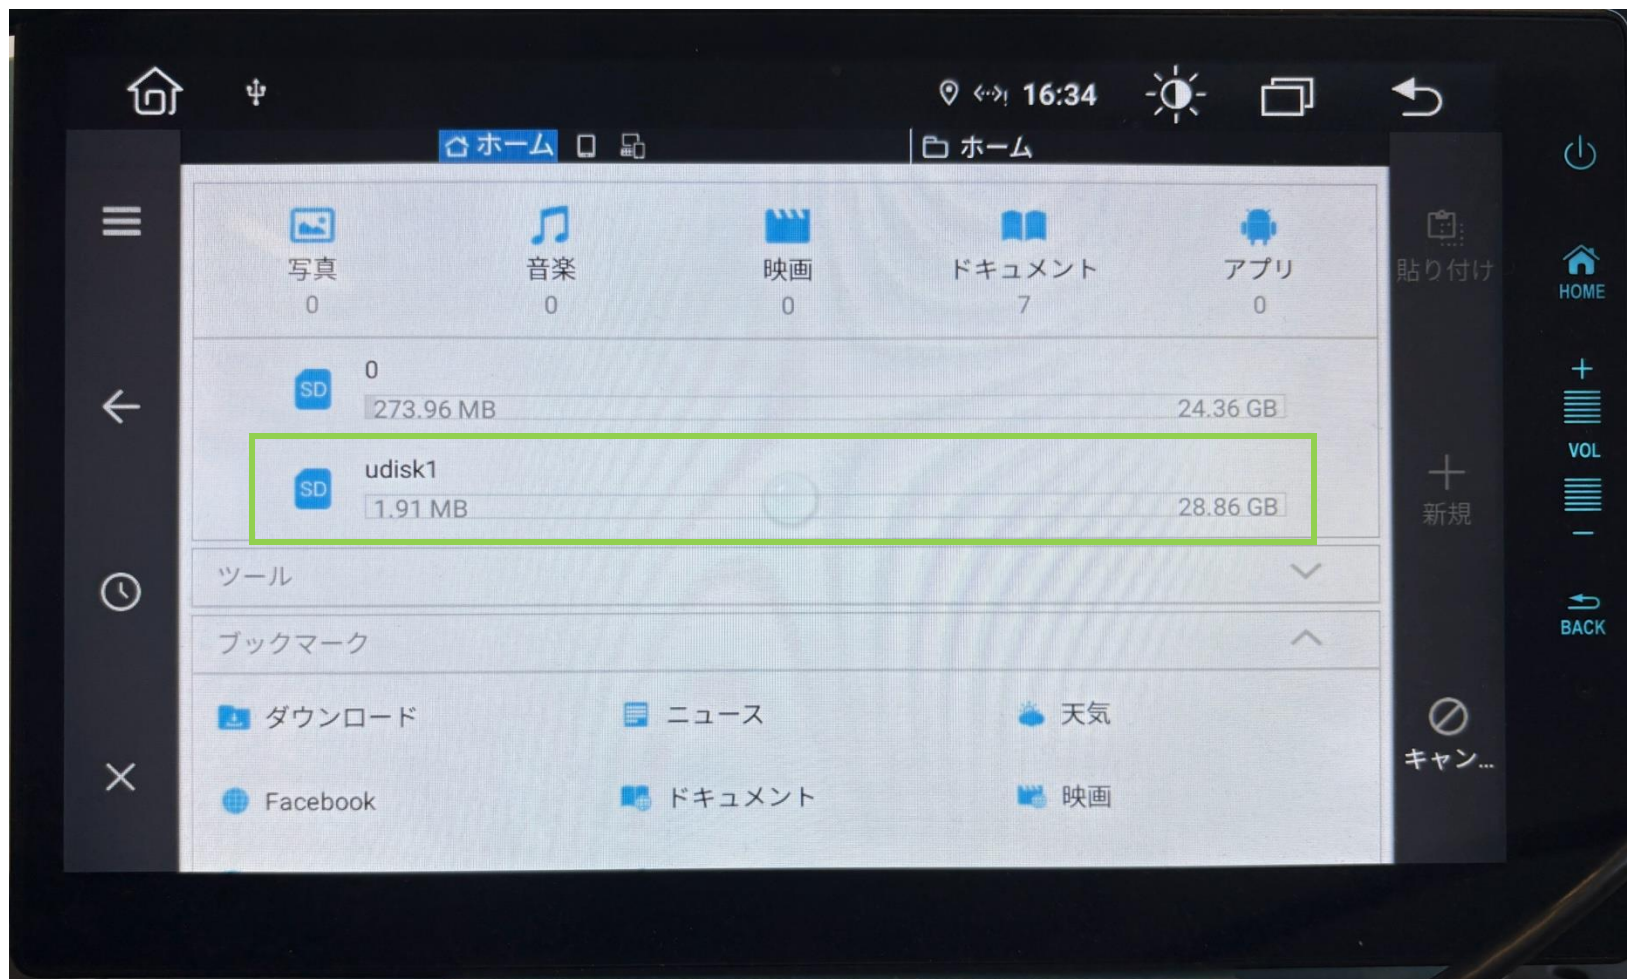 16:34
ホーム
ホーム
写真
音楽
映画
ドキュメント
アプリ
0
0
0
7
0
貼り付け
HOME
SD
0
273.96 MB
24.36 GB
VOL
SD
udisk1
1.91 MB
28.86 GB
新規
ツール
BACK
ブックマーク
ダウンロード
ニュース
天気
キャン...
Facebook
ドキュメント
映画